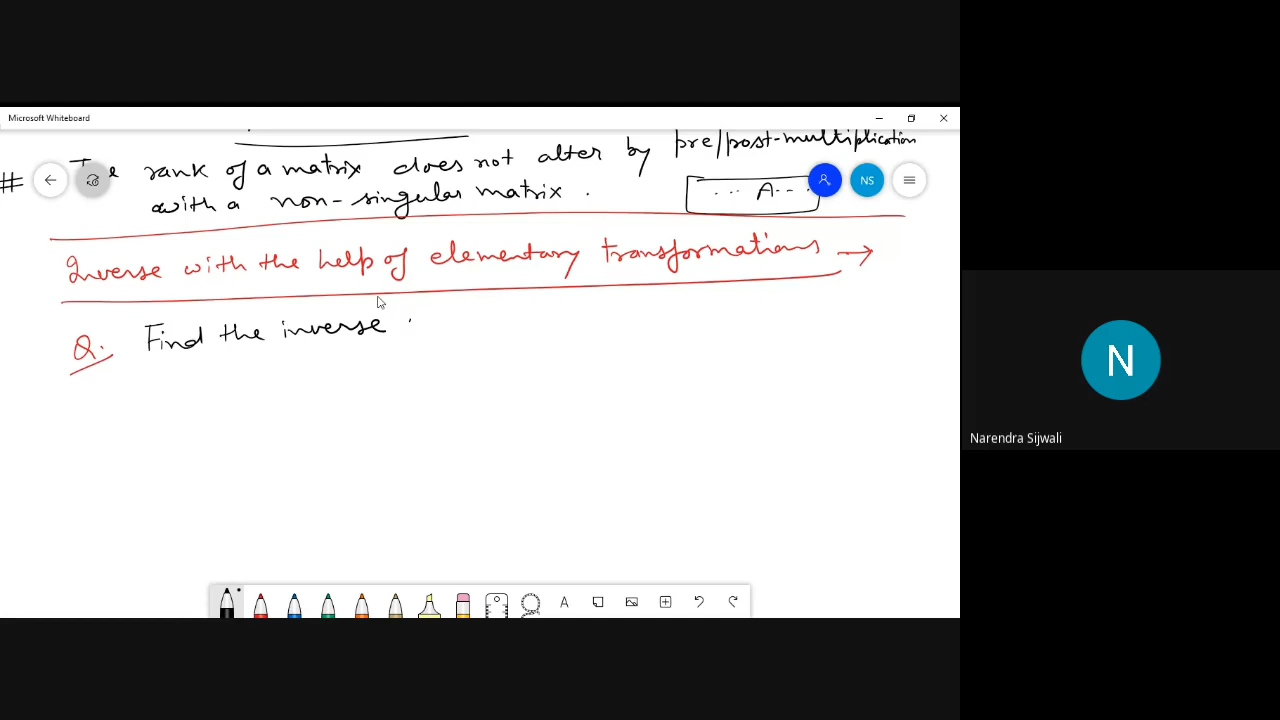 Microsoft Whiteboard
# The rank of a matrix does not alter by pre/post-multiplication
with a non-singular matrix .
... A...
NS
Inverse with the help of elementary transformations →
Q. Find the inverse
N
Narendra Sijwali
A